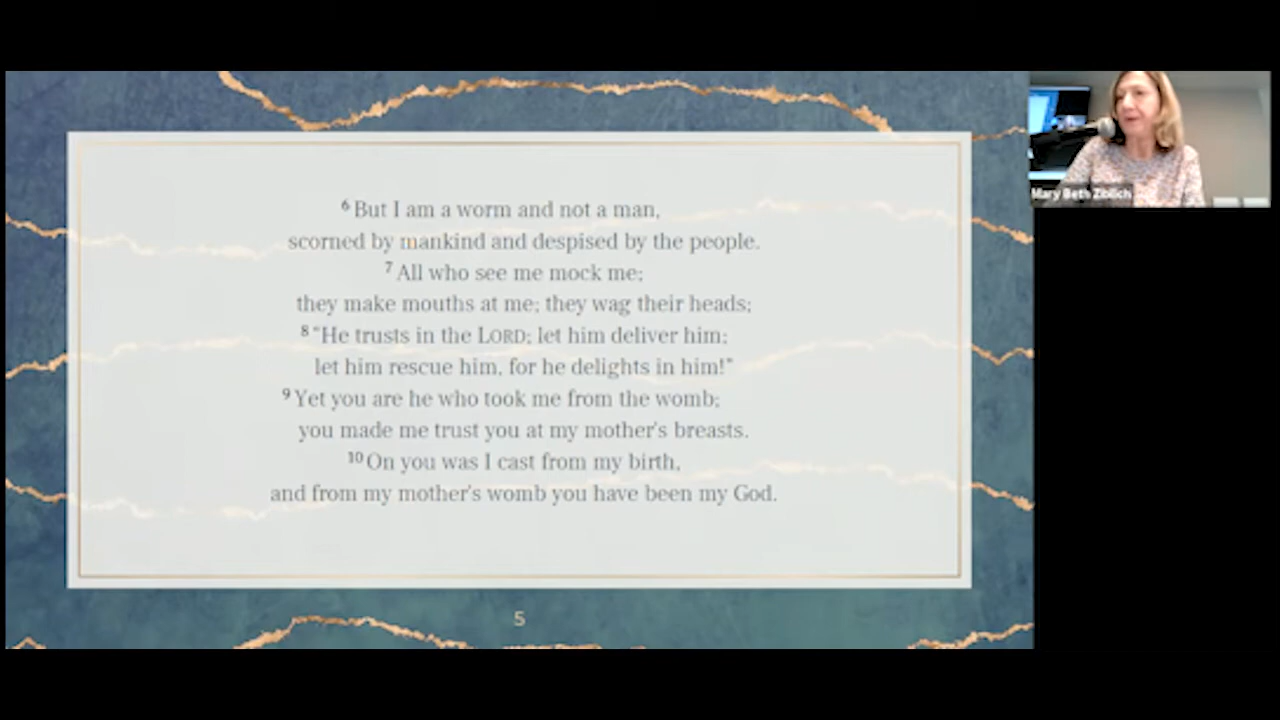 6 But I am a worm and not a man,
scorned by mankind and despised by the people.
7 All who see me mock me;
they make mouths at me; they wag their heads;
8 "He trusts in the LORD; let him deliver him;
let him rescue him, for he delights in him!"
9 Yet you are he who took me from the womb;
you made me trust you at my mother's breasts.
10 On you was I cast from my birth,
and from my mother's womb you have been my God.
5
Mary Beth Ziblich